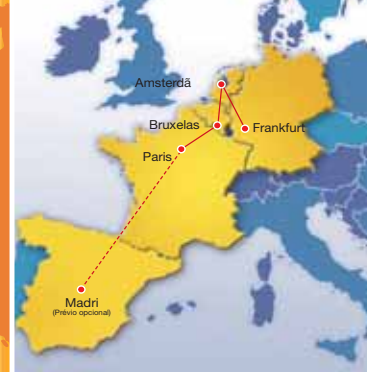 Amsterdã
Bruxelas
Frankfurt
Paris
Madri
(Prévio opcional)